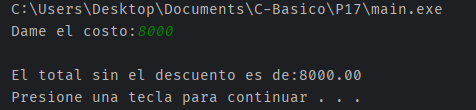 C:\Users\Desktop\Documents\C-Basico\P17\main.exe
Dame el costo:8000
El total sin el descuento es de:8000.00
Presione una tecla para continuar . . .